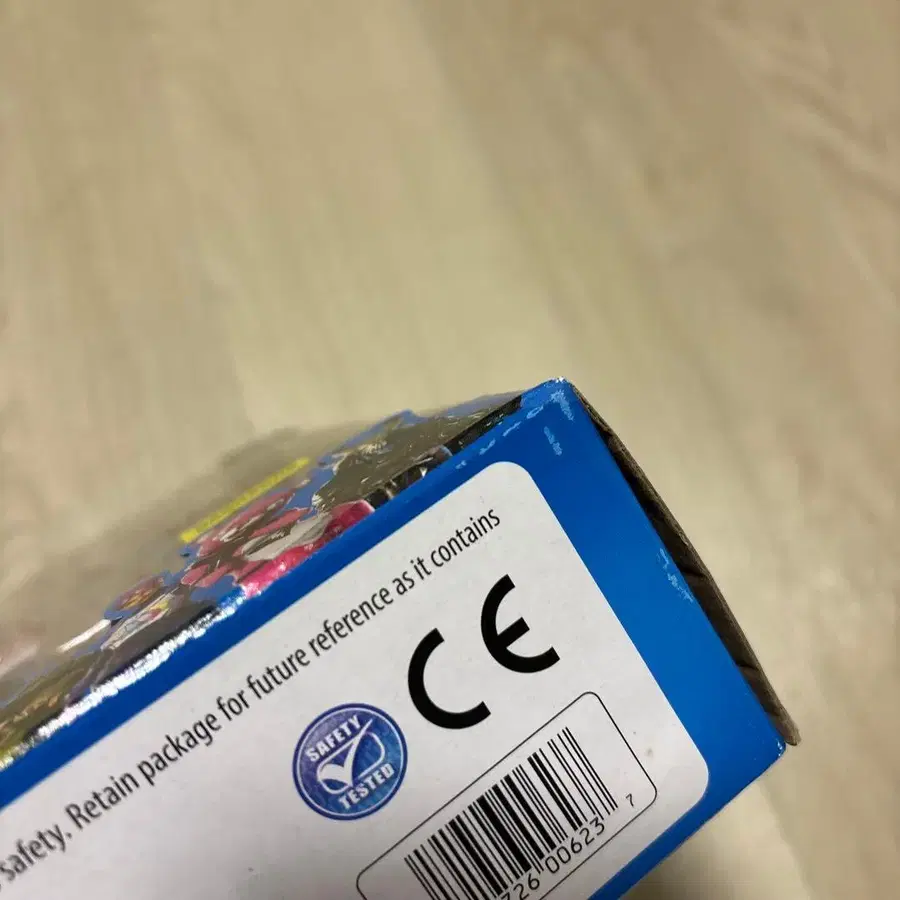 safety. Retain package for future reference as it contains
CE
SAFETY
TESTED
726 00623 7